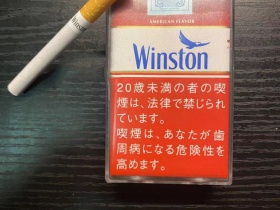 AMERICAN FLAVOR
Winston
20歳未満の者の喫
煙は、法律で禁じられ
ています。
喫煙は、あなたが歯
周病になる危険性を
高めます。